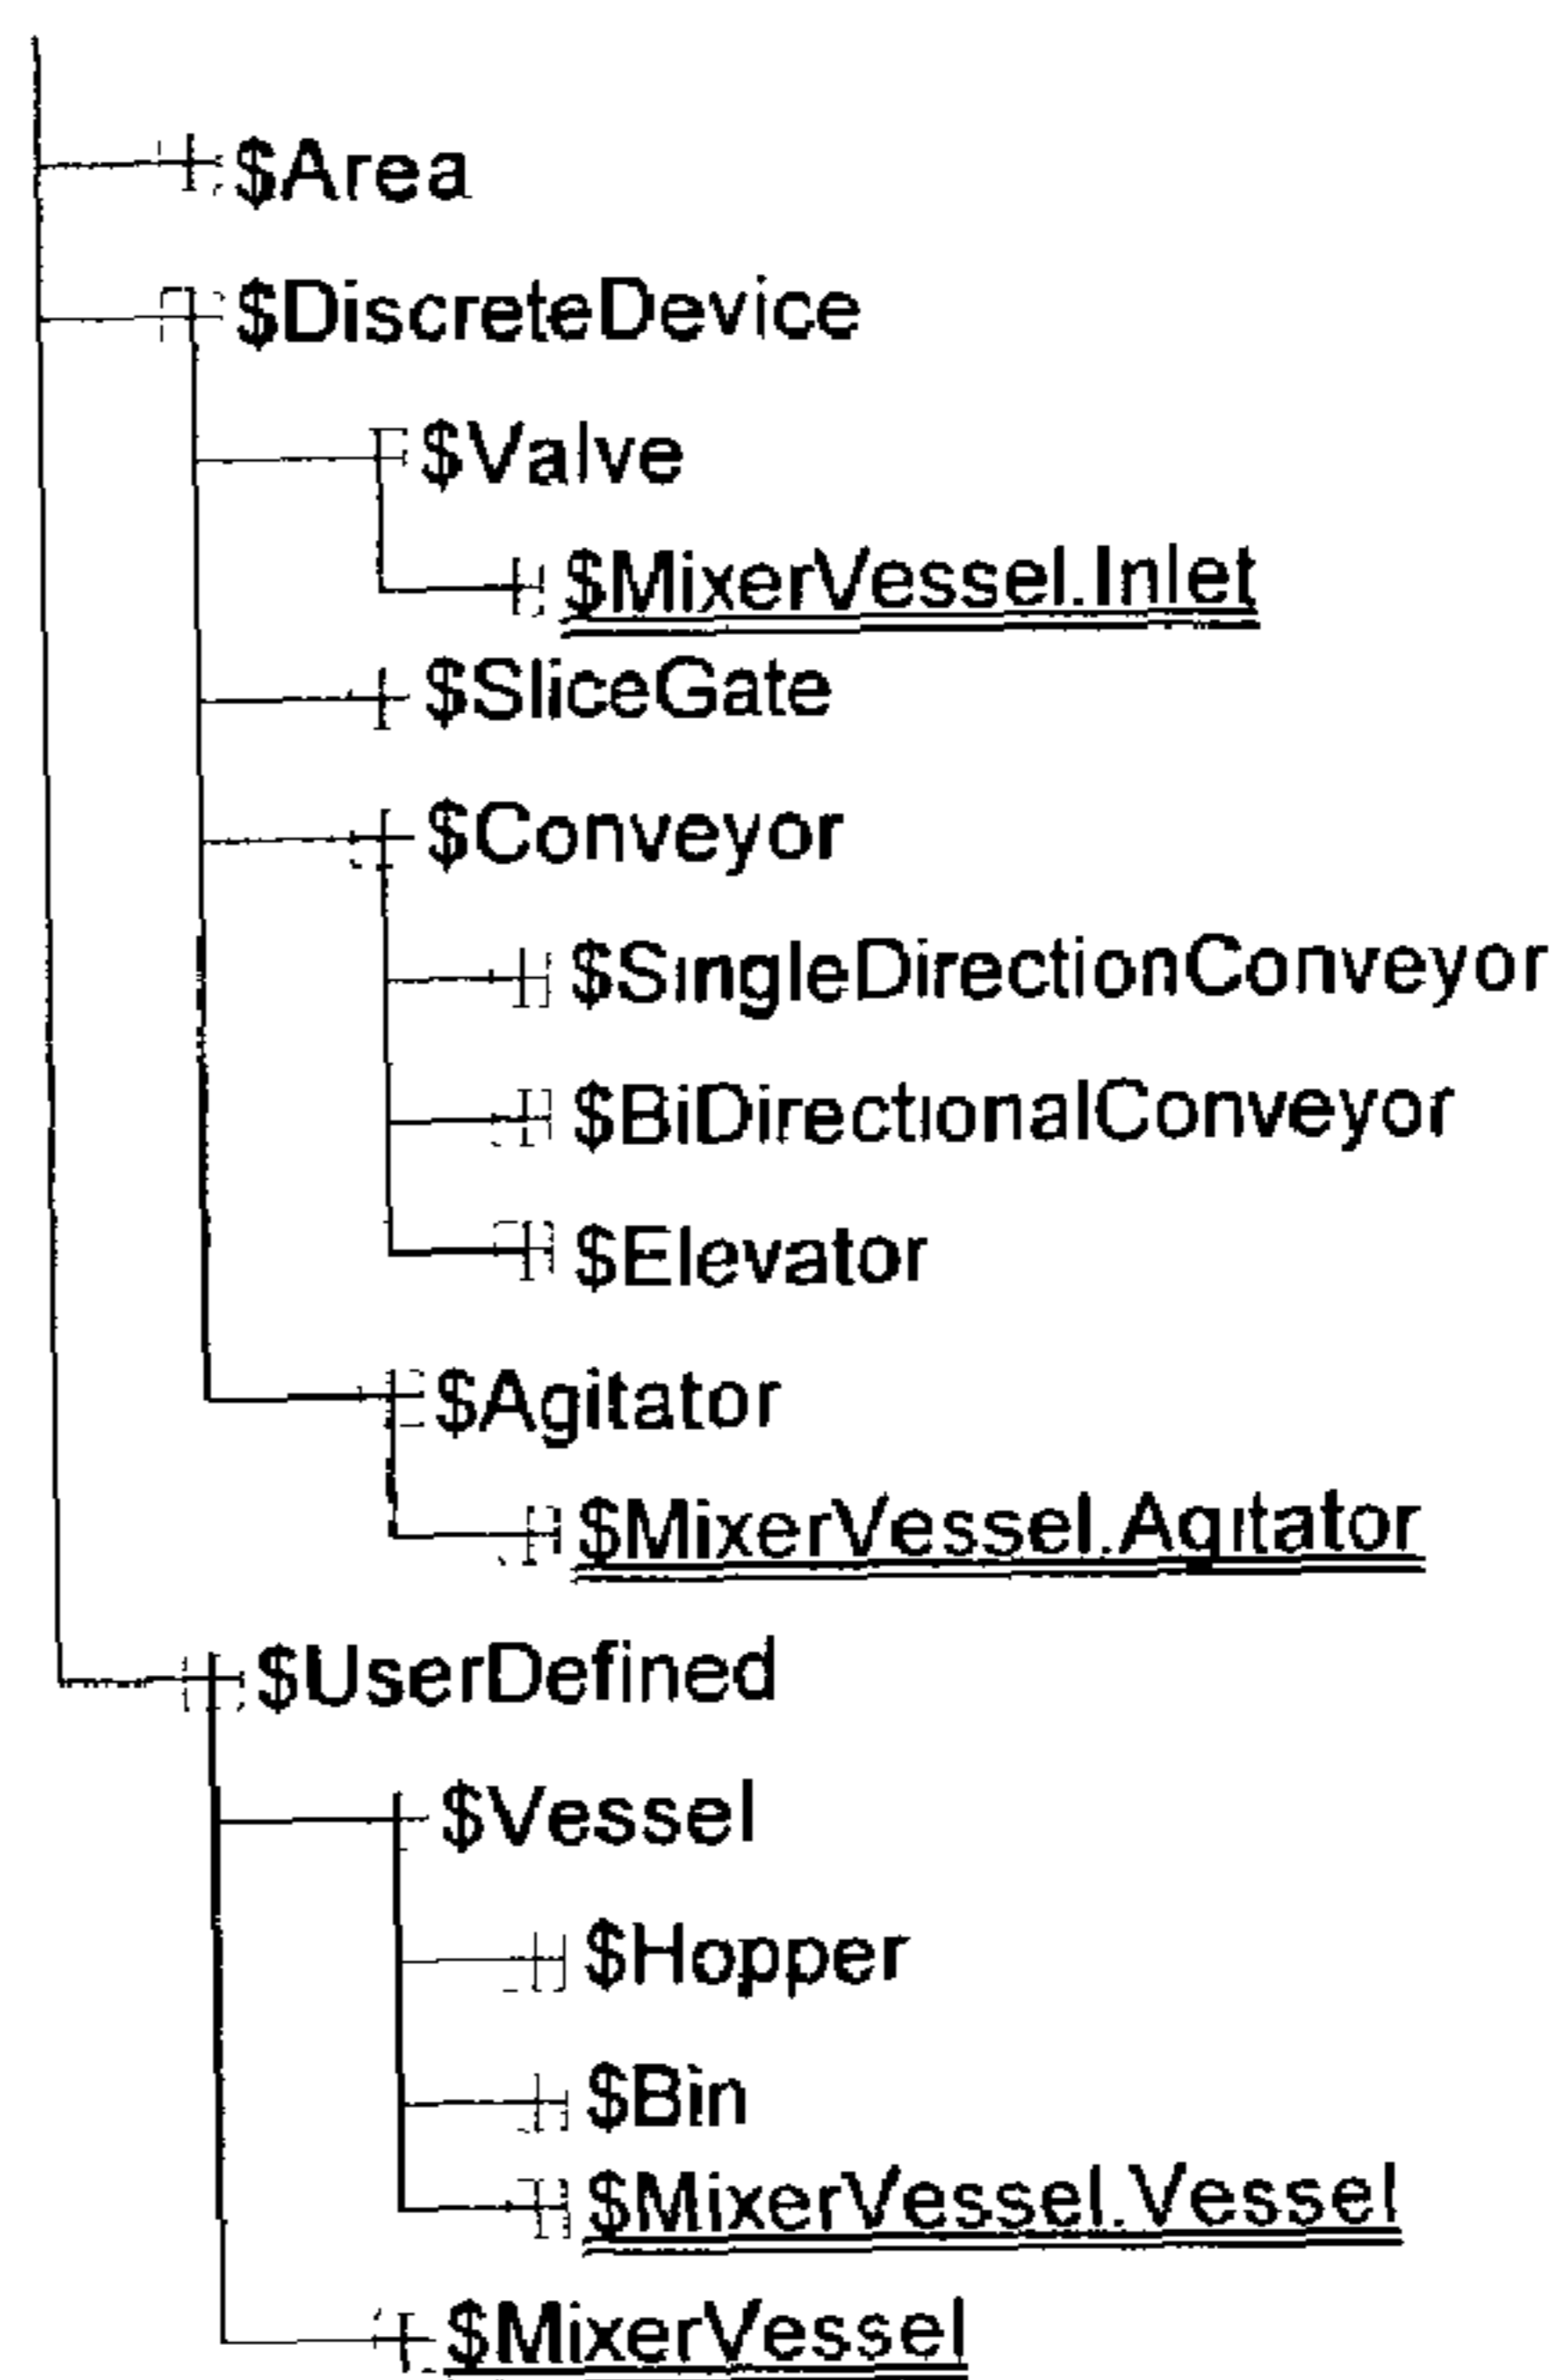 $Area
$DiscreteDevice
$Valve
$MixerVessel.Inlet
$SliceGate
$Conveyor
$SingleDirectionConveyor
$BiDirectionalConveyor
$Elevator
$Agitator
$MixerVessel.Agitator
$UserDefined
$Vessel
$Hopper
$Bin
$MixerVessel.Vessel
$MixerVessel